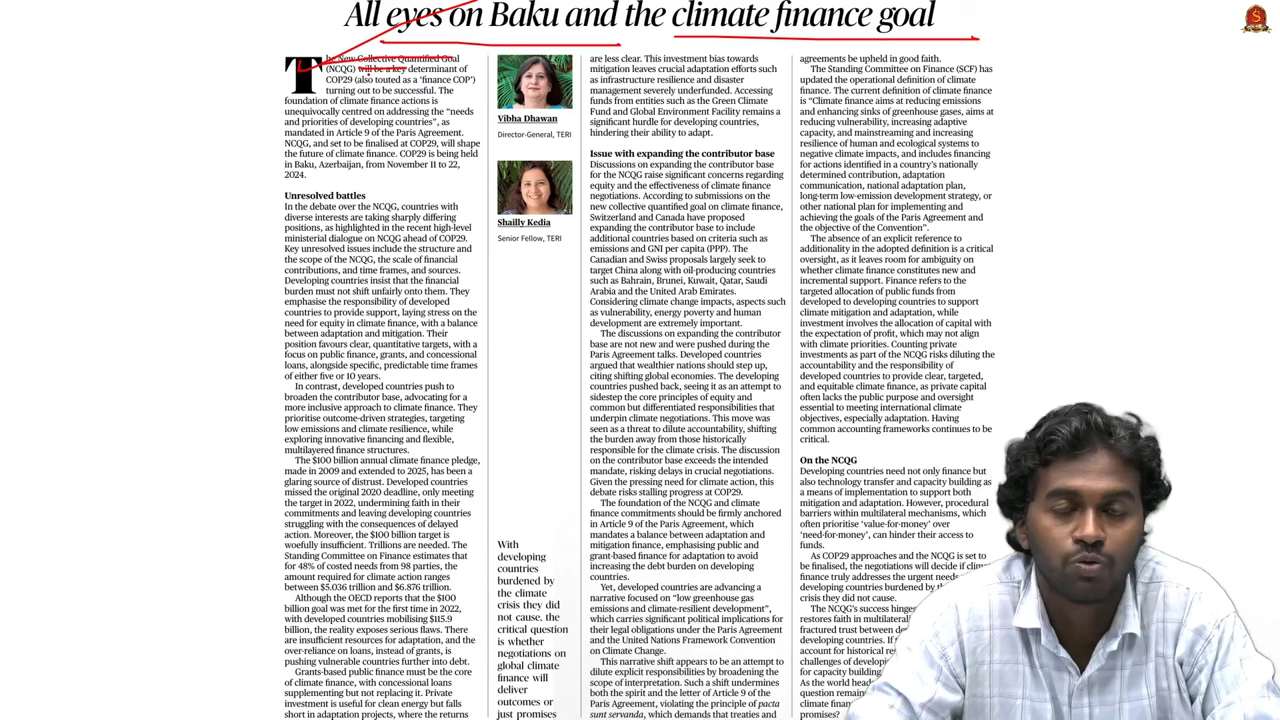 All eyes on Baku and the climate finance goal
The New Collective Quantified Goal
(NCQG) will be a key determinant of
COP29 (also touted as a ‘finance COP’)
turning out to be successful. The
foundation of climate finance actions is
unequivocally centred on addressing the “needs
and priorities of developing countries”, as
mandated in Article 9 of the Paris Agreement.
NCQG, and set to be finalised at COP29, will shape
the future of climate finance. COP29 is being held
in Baku, Azerbaijan, from November 11 to 22,
2024.
Unresolved battles
In the debate over the NCQG, countries with
diverse interests are taking sharply differing
positions, as highlighted in the recent high-level
ministerial dialogue on NCQG ahead of COP29.
Key unresolved issues include the structure and
the scope of the NCQG, the scale of financial
contributions, and time frames, and sources.
Developing countries insist that the financial
burden must not shift unfairly onto them. They
emphasise the responsibility of developed
countries to provide support, laying stress on the
need for equity in climate finance, with a balance
between adaptation and mitigation. Their
position favours clear, quantitative targets, with a
focus on public finance, grants, and concessional
loans, alongside specific, predictable time frames
of either five or 10 years.
In contrast, developed countries push to
broaden the contributor base, advocating for a
more inclusive approach to climate finance. They
prioritise outcome-driven strategies, targeting
low emissions and climate resilience, while
exploring innovative financing and flexible,
multilayered finance structures.
The $100 billion annual climate finance pledge,
made in 2009 and extended to 2025, has been a
glaring source of distrust. Developed countries
missed the original 2020 deadline, only meeting
the target in 2022, undermining faith in their
commitments and leaving developing countries
struggling with the consequences of delayed
action. Moreover, the $100 billion target is
woefully insufficient. Trillions are needed. The
Standing Committee on Finance estimates that
for 48% of costed needs from 98 parties, the
amount required for climate action ranges
between $5.036 trillion and $6.876 trillion.
Although the OECD reports that the $100
billion goal was met for the first time in 2022,
with developed countries mobilising $115.9
billion, the reality exposes serious flaws. There
are insufficient resources for adaptation, and the
over-reliance on loans, instead of grants, is
pushing vulnerable countries further into debt.
Grants-based public finance must be the core
of climate finance, with concessional loans
supplementing but not replacing it. Private
investment is useful for clean energy but falls
short in adaptation projects, where the returns
Vibha Dhawan
Director-General, TERI
Shailly Kedia
Senior Fellow, TERI
With
developing
countries
burdened by
the climate
crisis they did
not cause, the
critical question
is whether
negotiations on
global climate
finance will
deliver
outcomes or
just promises
are less clear. This investment bias towards
mitigation leaves crucial adaptation efforts such
as infrastructure resilience and disaster
management severely underfunded. Accessing
funds from entities such as the Green Climate
Fund and Global Environment Facility remains a
significant hurdle for developing countries,
hindering their ability to adapt.
Issue with expanding the contributor base
Discussions on expanding the contributor base
for the NCQG raise significant concerns regarding
equity and the effectiveness of climate finance
negotiations. According to submissions on the
new collective quantified goal on climate finance,
Switzerland and Canada have proposed
expanding the contributor base to include
additional countries based on criteria such as
emissions and GNI per capita (PPP). The
Canadian and Swiss proposals largely seek to
target China along with oil-producing countries
such as Bahrain, Brunei, Kuwait, Qatar, Saudi
Arabia and the United Arab Emirates.
Considering climate change impacts, aspects such
as vulnerability, energy poverty and human
development are extremely important.
The discussions on expanding the contributor
base are not new and were pushed during the
Paris Agreement talks. Developed countries
argued that wealthier nations should step up,
citing shifting global economies. The developing
countries pushed back, seeing it as an attempt to
sidestep the core principles of equity and
common but differentiated responsibilities that
underpin climate negotiations. This move was
seen as a threat to dilute accountability, shifting
the burden away from those historically
responsible for the climate crisis. The discussion
on the contributor base exceeds the intended
mandate, risking delays in crucial negotiations.
Given the pressing need for climate action, this
debate risks stalling progress at COP29.
The foundation of the NCQG and climate
finance commitments should be firmly anchored
in Article 9 of the Paris Agreement, which
mandates a balance between adaptation and
mitigation finance, emphasising public and
grant-based finance for adaptation to avoid
increasing the debt burden on developing
countries.
Yet, developed countries are advancing a
narrative focused on “low greenhouse gas
emissions and climate-resilient development”,
which carries significant political implications for
their legal obligations under the Paris Agreement
and the United Nations Framework Convention
on Climate Change.
This narrative shift appears to be an attempt to
dilute explicit responsibilities by broadening the
scope of interpretation. Such a shift undermines
both the spirit and the letter of Article 9 of the
Paris Agreement, violating the principle of pacta
sunt servanda, which demands that treaties and
agreements be upheld in good faith.
The Standing Committee on Finance (SCF) has
updated the operational definition of climate
finance. The current definition of climate finance
is “Climate finance aims at reducing emissions
and enhancing sinks of greenhouse gases, aims at
reducing vulnerability, increasing adaptive
capacity, and mainstreaming and increasing
resilience of human and ecological systems to
negative climate impacts, and includes financing
for actions identified in a country’s nationally
determined contribution, adaptation
communication, national adaptation plan,
long-term low-emission development strategy, or
other national plan for implementing and
achieving the goals of the Paris Agreement and
the objective of the Convention”.
The absence of an explicit reference to
additionality in the adopted definition is a critical
oversight, as it leaves room for ambiguity on
whether climate finance constitutes new and
incremental support. Finance refers to the
targeted allocation of public funds from
developed to developing countries to support
climate mitigation and adaptation, while
investment involves the allocation of capital with
the expectation of profit, which may not align
with climate priorities. Counting private
investments as part of the NCQG risks diluting the
accountability and the responsibility of
developed countries to provide clear, targeted,
and equitable climate finance, as private capital
often lacks the public purpose and oversight
essential to meeting international climate
objectives, especially adaptation. Having
common accounting frameworks continues to be
critical.
On the NCQG
Developing countries need not only finance but
also technology transfer and capacity building as
a means of implementation to support both
mitigation and adaptation. However, procedural
barriers within multilateral mechanisms, which
often prioritise ‘value-for-money’ over
‘need-for-money’, can hinder their access to
funds.
As COP29 approaches and the NCQG is set to
be finalised, the negotiations will decide if
finance truly addresses the urgent
developing countries burdened by
crisis they did not cause.
The NCQG’s success hinges
restores faith in
fractured trust between
developing countries. If
account for historical
challenges of
for capacity building
As the world
question
climate
promises?
S